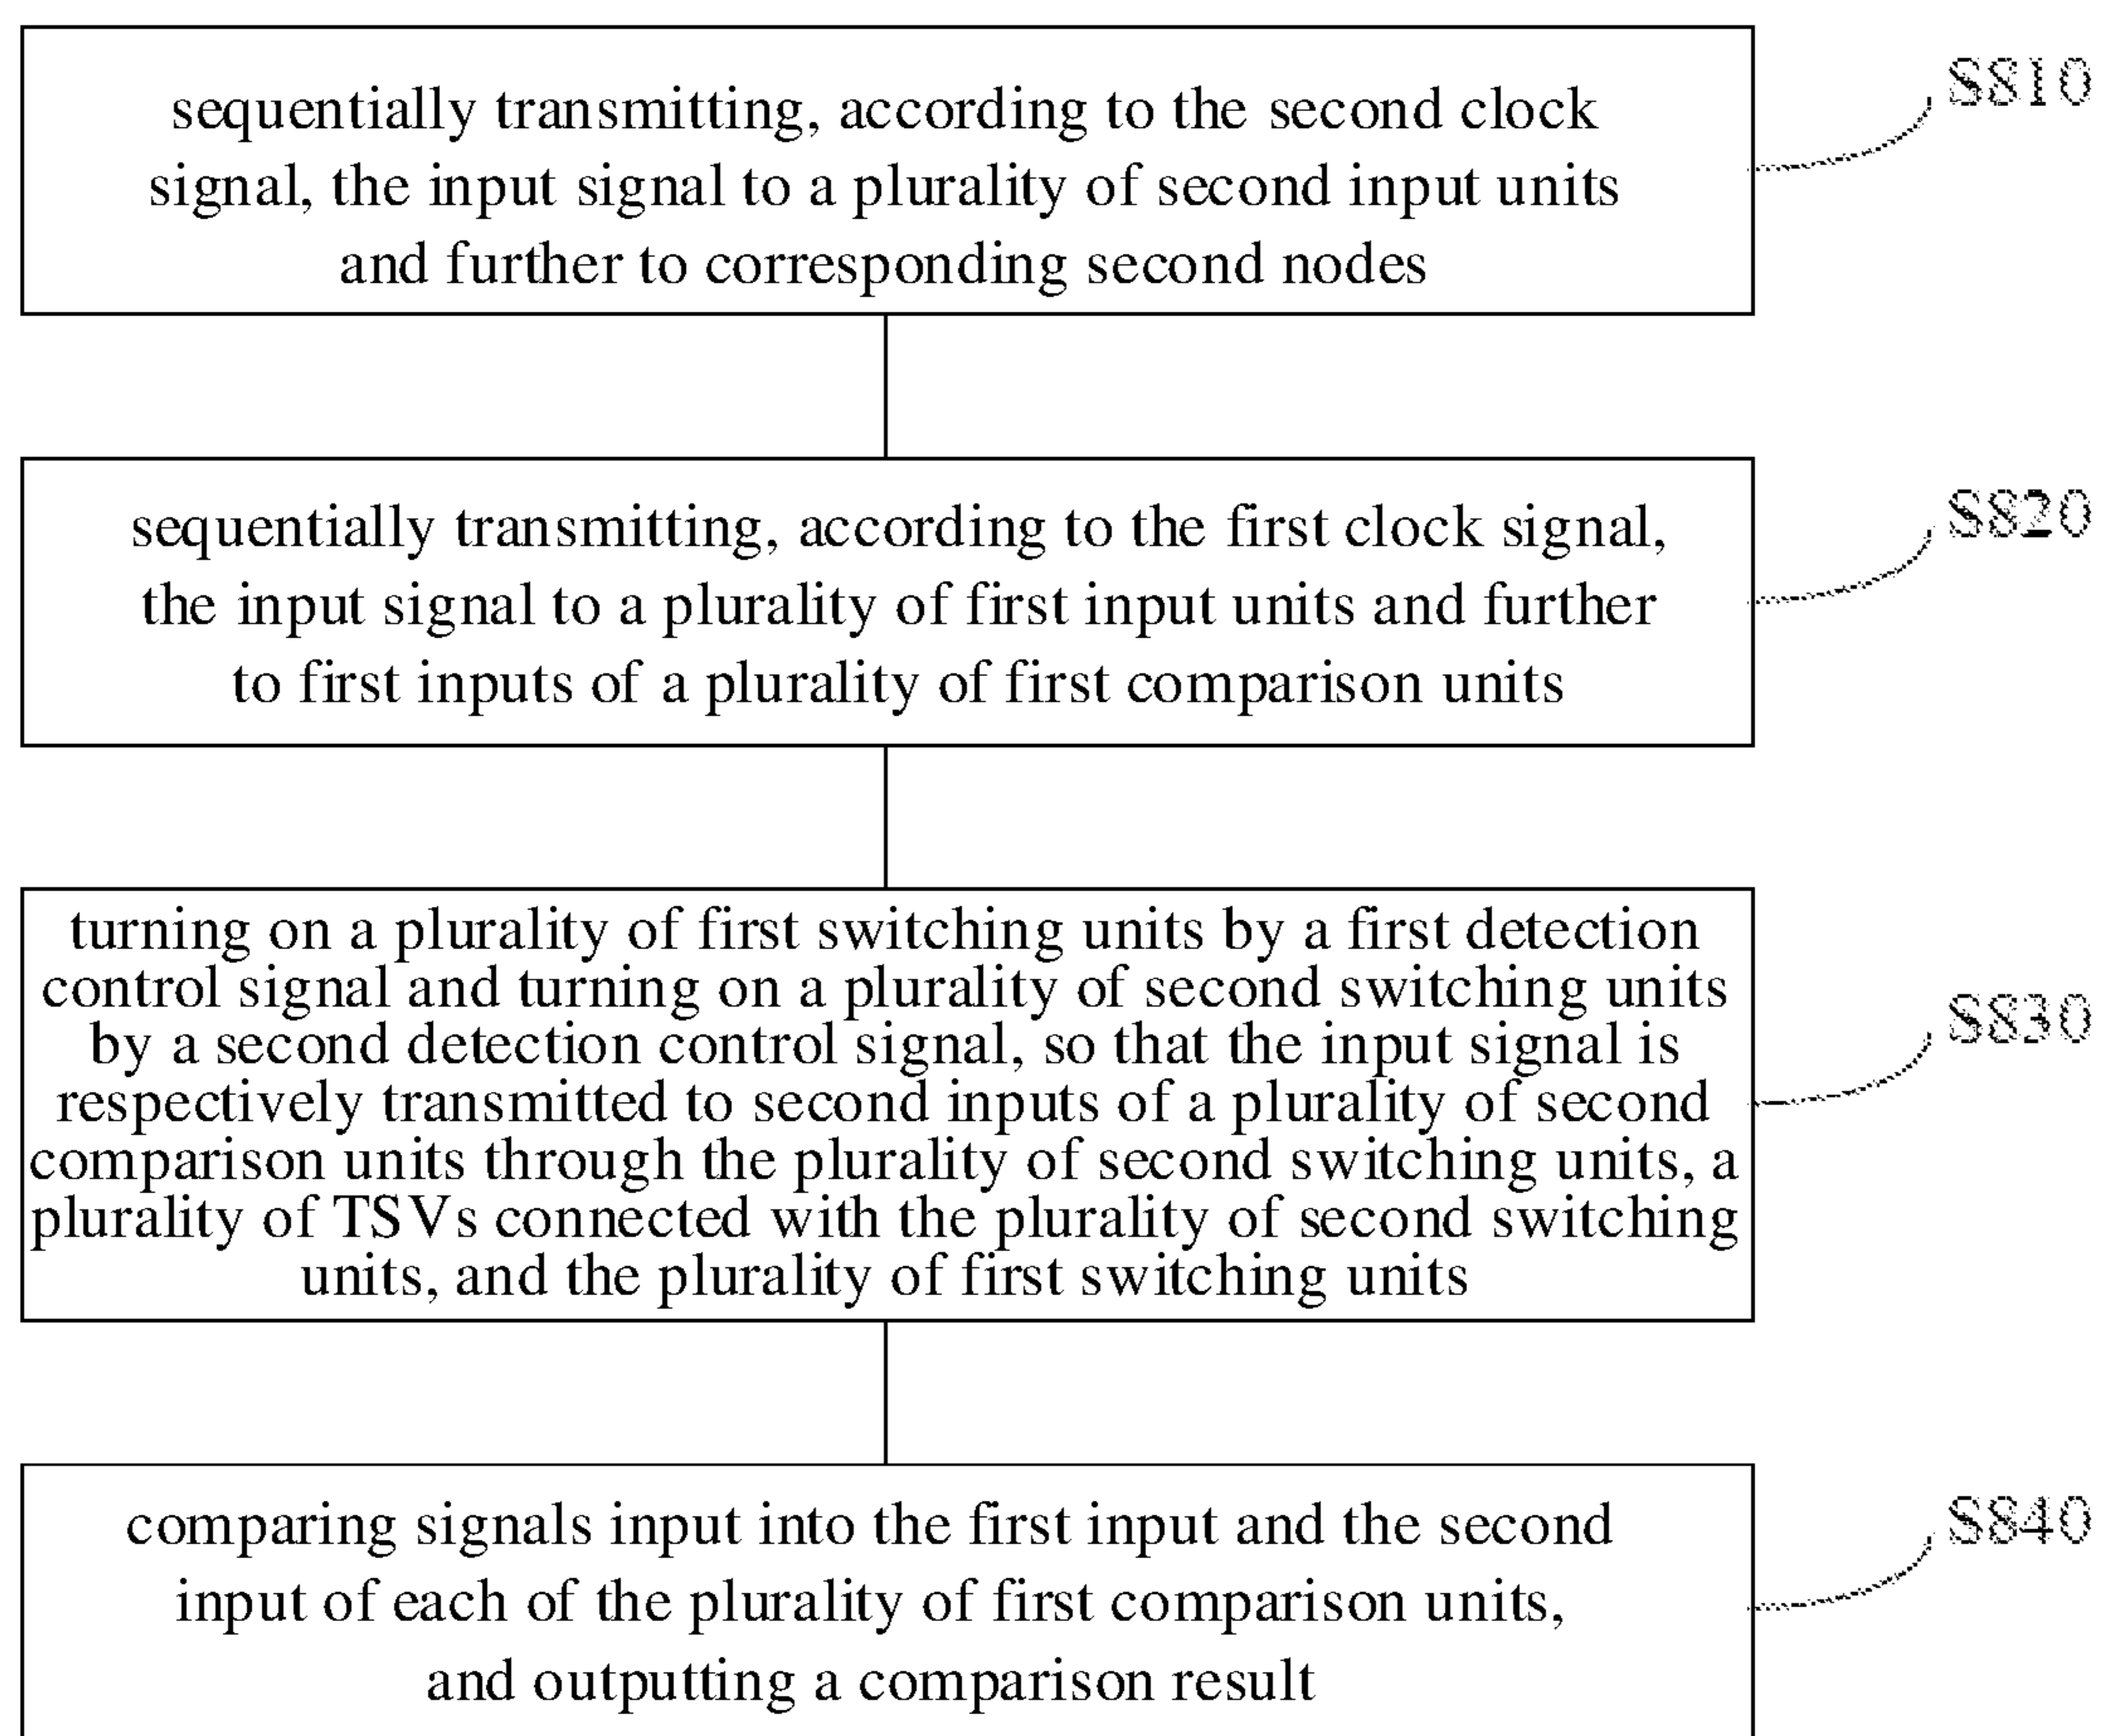 sequentially transmitting, according to the second clock
signal, the input signal to a plurality of second input units
and further to corresponding second nodes
SS10
sequentially transmitting, according to the first clock signal,
the input signal to a plurality of first input units and further
to first inputs of a plurality of first comparison units
SS20
turning on a plurality of first switching units by a first detection
control signal and turning on a plurality of second switching units
by a second detection control signal, so that the input signal is
respectively transmitted to second inputs of a plurality of second
comparison units through the plurality of second switching units, a
plurality of TSVs connected with the plurality of second switching
units, and the plurality of first switching units
SS30
comparing signals input into the first input and the second
input of each of the plurality of first comparison units,
and outputting a comparison result
SS40